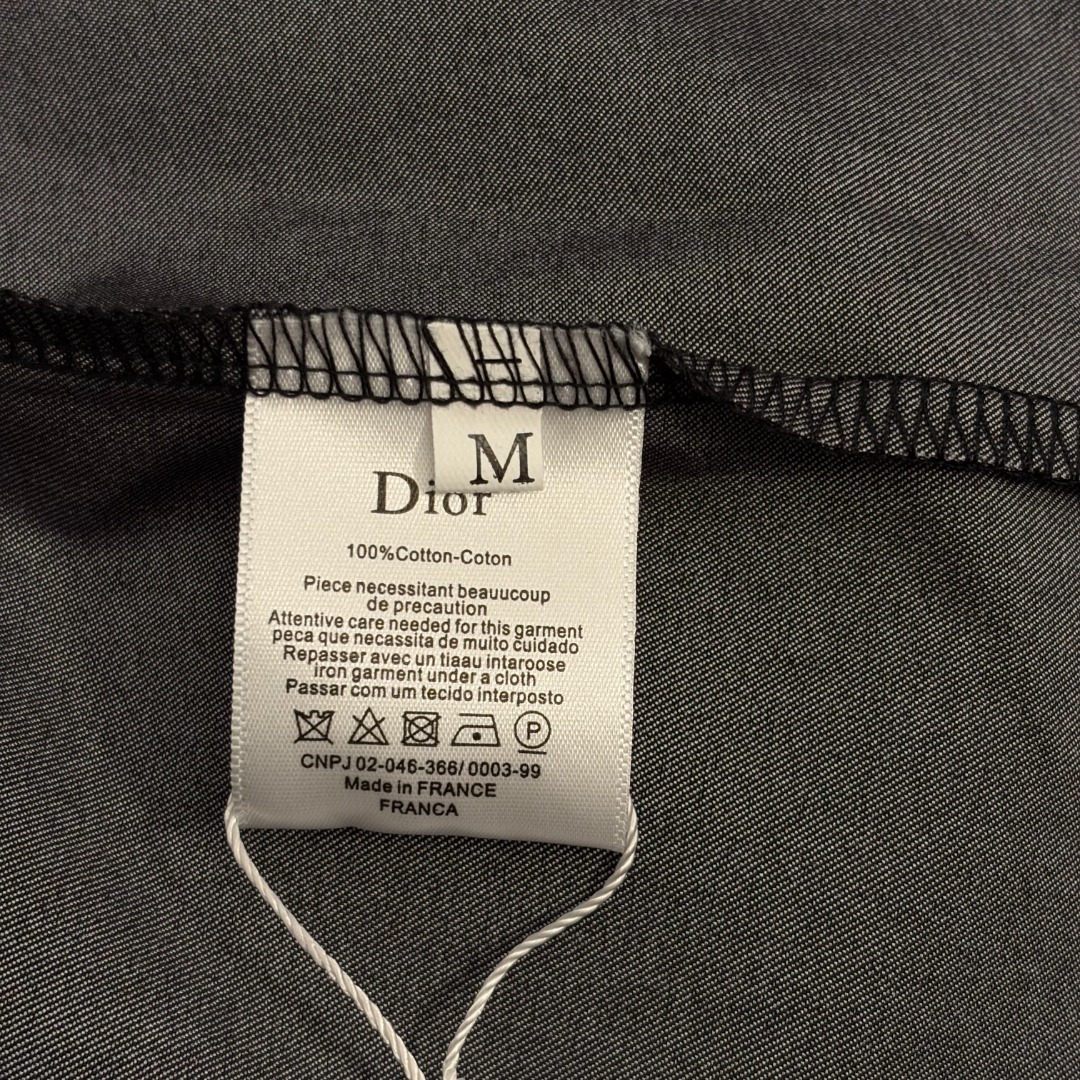 M
Dior
100%Cotton-Coton
Piece necessitant beauucoup
de precaution
Attentive care needed for this garment
peca que necassita de muito cuidado
Repasser avec un tiaau intaroose
iron garment under a cloth
Passar com um tecido interposto
P
CNPJ 02-046-366/ 0003-99
Made in FRANCE
FRANCA